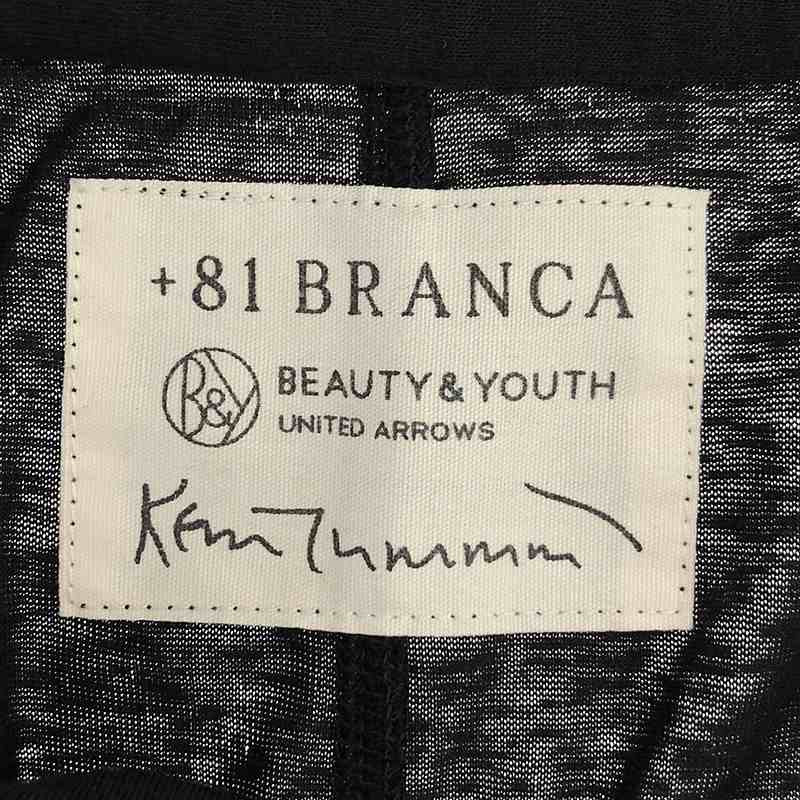 +81 BRANCA
B&Y BEAUTY & YOUTH
UNITED ARROWS